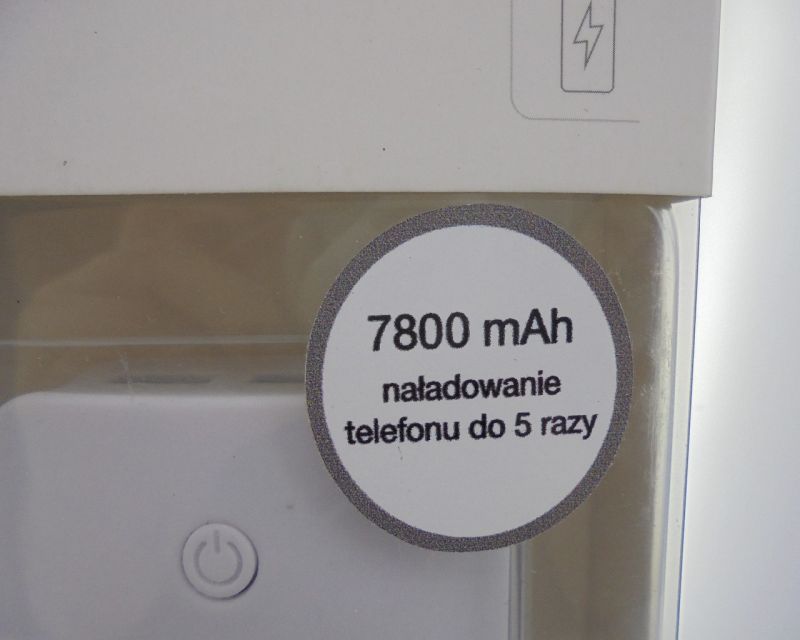 7800 mAh
naładowanie
telefonu do 5 razy